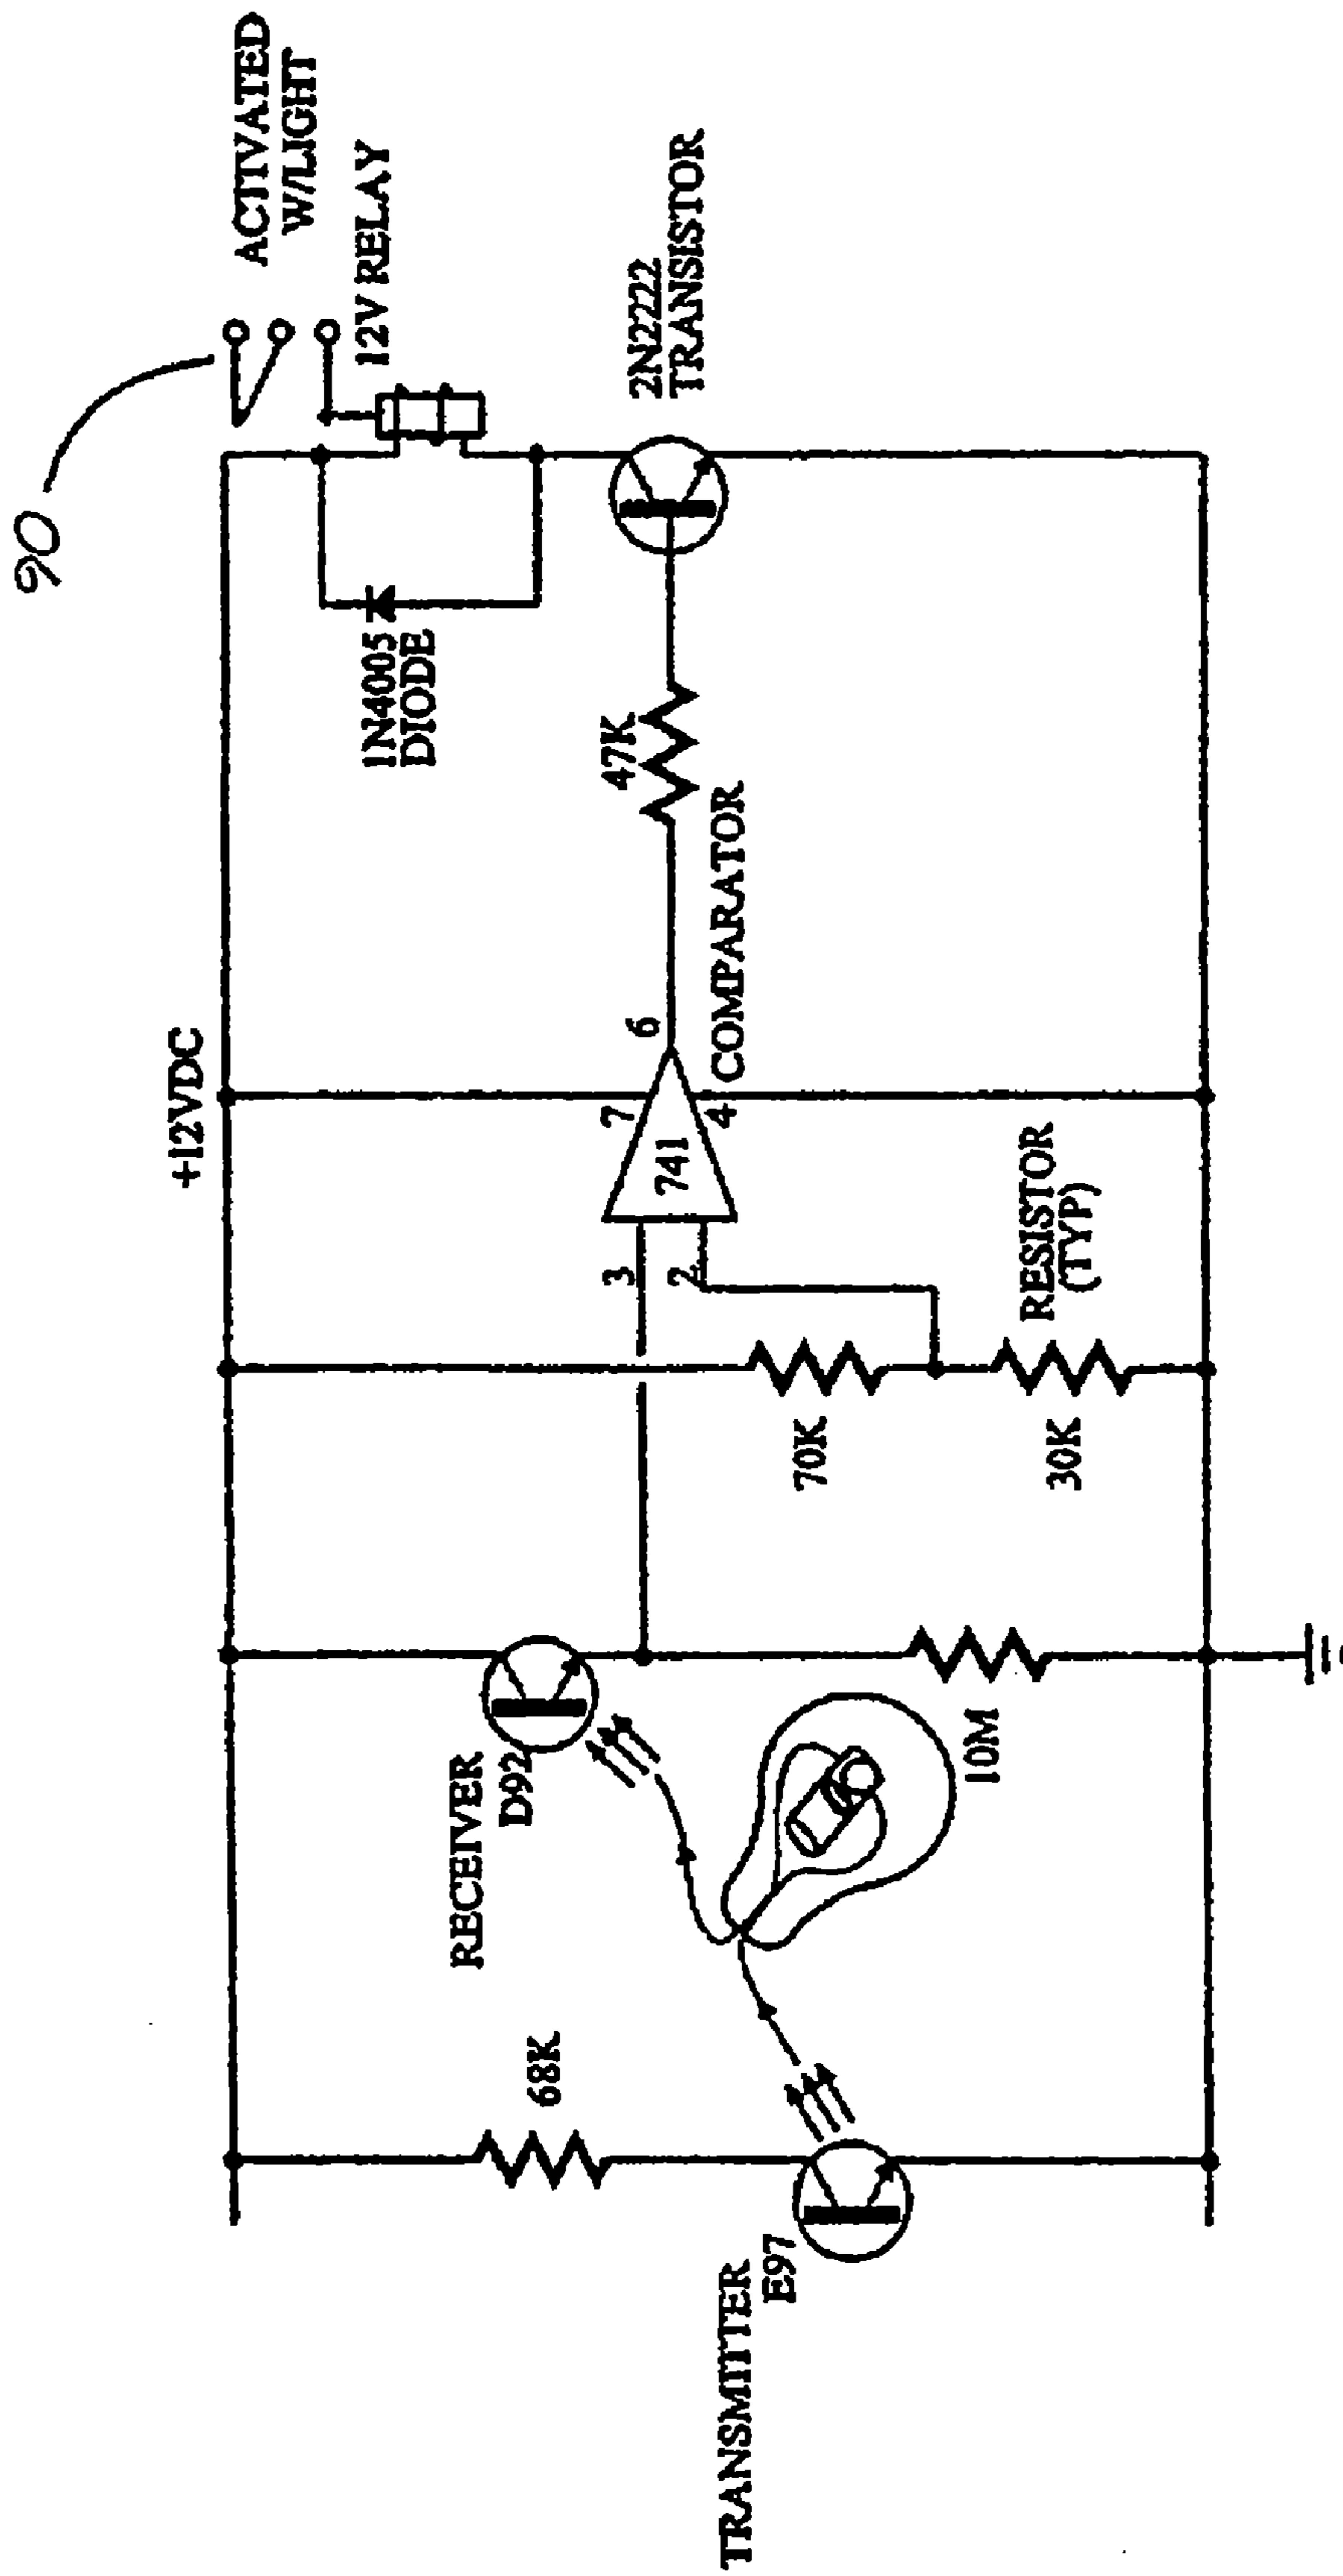 90
ACTIVATED
W/LIGHT
12V RELAY
+12VDC
1N4005
DIODE
2N2222
TRANSISTOR
47K
COMPARATOR
6
7
4
741
3
2
RESISTOR
(TYP)
70K
30K
RECEIVER
D92
10M
68K
TRANSMITTER
E97